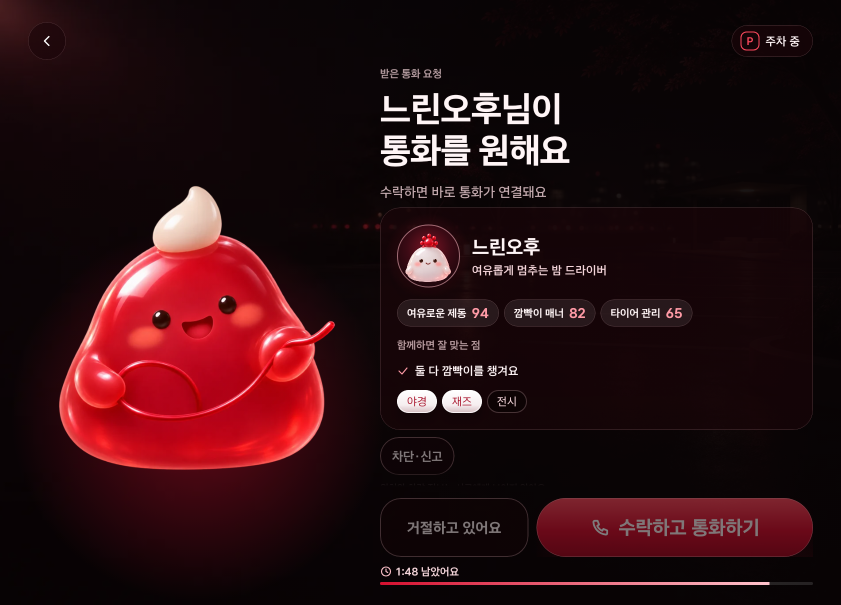 P 주차 중
받은 통화 요청
느린오후님이
통화를 원해요
수락하면 바로 통화가 연결돼요
느린오후
여유롭게 멈추는 밤 드라이버
여유로운 제동 94 깜빡이 매너 82 타이어 관리 65
함께하면 잘 맞는 점
둘 다 깜빡이를 챙겨요
야경 재즈 전시
차단·신고
거절하고 있어요 수락하고 통화하기
1:48 남았어요